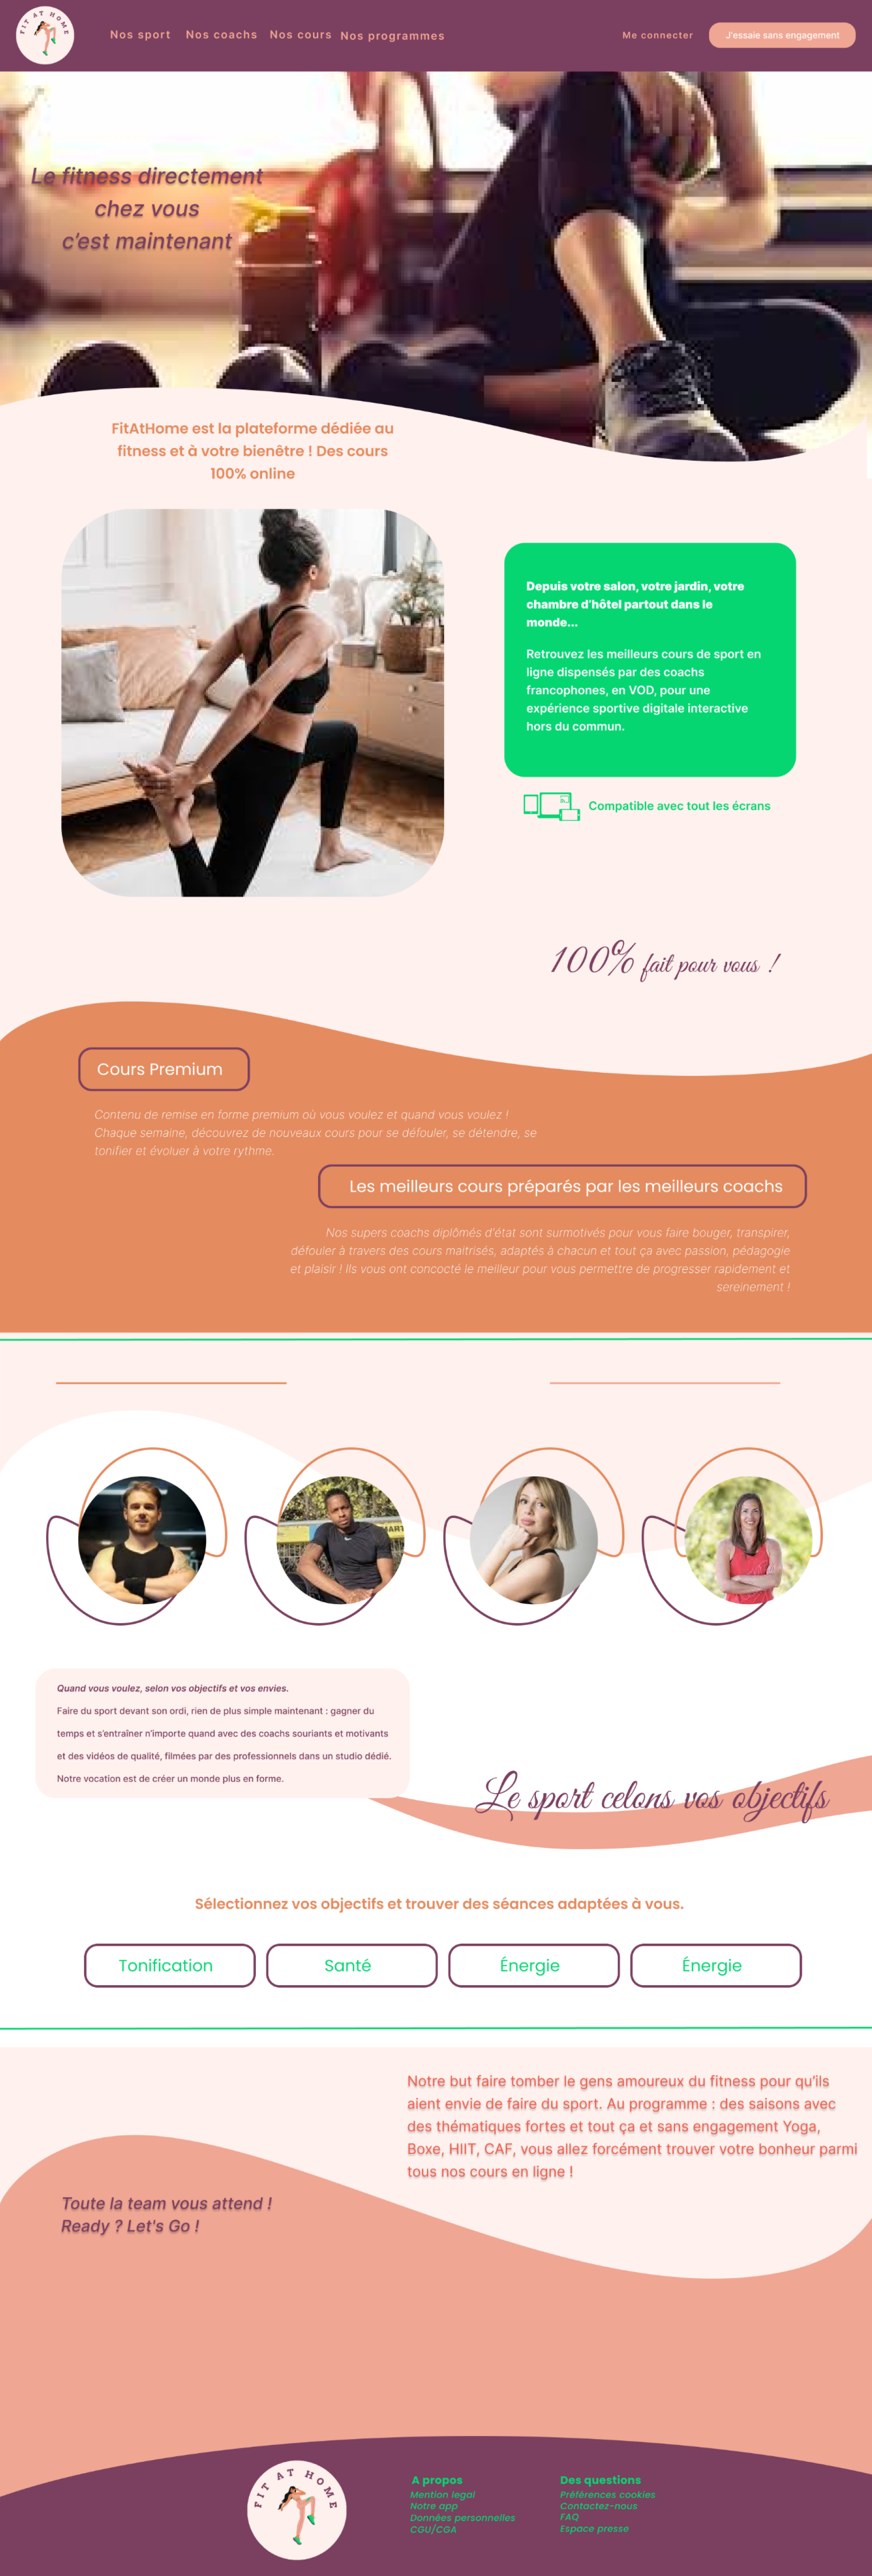 FIT AT HOME
Nos sport Nos coachs Nos cours Nos programmes
Me connecter
J'essaie sans engagement
Le fitness directement
chez vous
c'est maintenant
FitAtHome est la plateforme dédiée au
fitness et à votre bienêtre ! Des cours
100% online
Depuis votre salon, votre jardin, votre
chambre d'hôtel partout dans le
monde...
Retrouvez les meilleurs cours de sport en
ligne dispensés par des coachs
francophones, en VOD, pour une
expérience sportive digitale interactive
hors du commun.
Compatible avec tout les écrans
100% fait pour vous !
Cours Premium
Contenu de remise en forme premium où vous voulez et quand vous voulez !
Chaque semaine, découvrez de nouveaux cours pour se défouler, se détendre, se
tonifier et évoluer à votre rythme.
Les meilleurs cours préparés par les meilleurs coachs
Nos supers coachs diplômés d'état sont surmotivés pour vous faire bouger, transpirer,
défouler à travers des cours maitrisés, adaptés à chacun et tout ça avec passion, pédagogie
et plaisir ! Ils vous ont concocté le meilleur pour vous permettre de progresser rapidement et
sereinement !
Quand vous voulez, selon vos objectifs et vos envies.
Faire du sport devant son ordi, rien de plus simple maintenant : gagner du
temps et s'entraîner n'importe quand avec des coachs souriants et motivants
et des vidéos de qualité, filmées par des professionnels dans un studio dédié.
Notre vocation est de créer un monde plus en forme.
Le sport celons vos objectifs
Sélectionnez vos objectifs et trouver des séances adaptées à vous.
Tonification
Santé
Énergie
Énergie
Notre but faire tomber le gens amoureux du fitness pour qu'ils
aient envie de faire du sport. Au programme : des saisons avec
des thématiques fortes et tout ça et sans engagement Yoga,
Boxe, HIIT, CAF, vous allez forcément trouver votre bonheur parmi
tous nos cours en ligne !
Toute la team vous attend !
Ready ? Let's Go !
FIT AT HOME
A propos
Mention legal
Notre app
Données personnelles
CGU/CGA
Des questions
Préférences cookies
Contactez-nous
FAQ
Espace presse